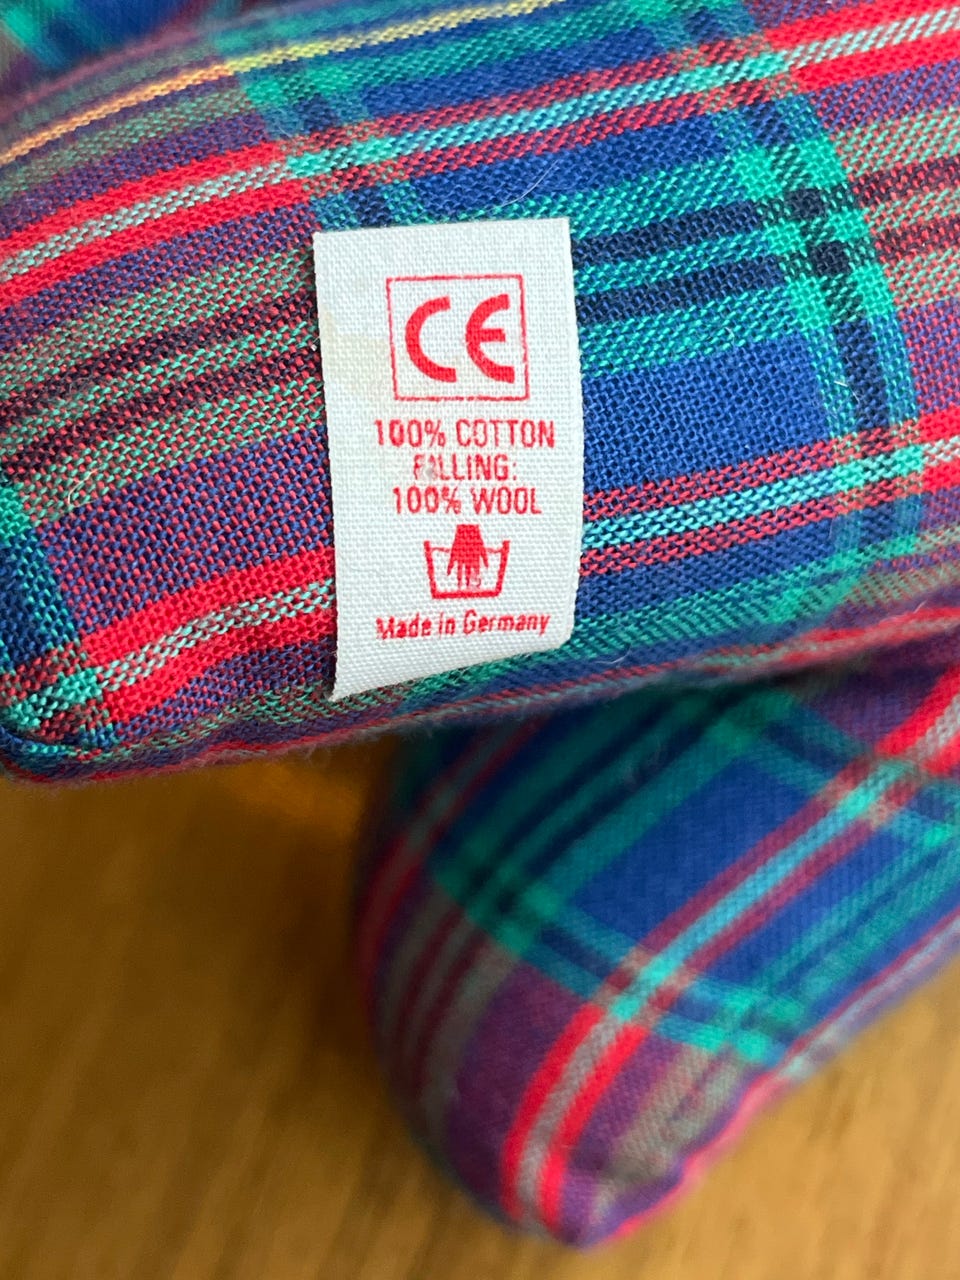 CE
100% COTTON
FILLING:
100% WOOL
Made in Germany